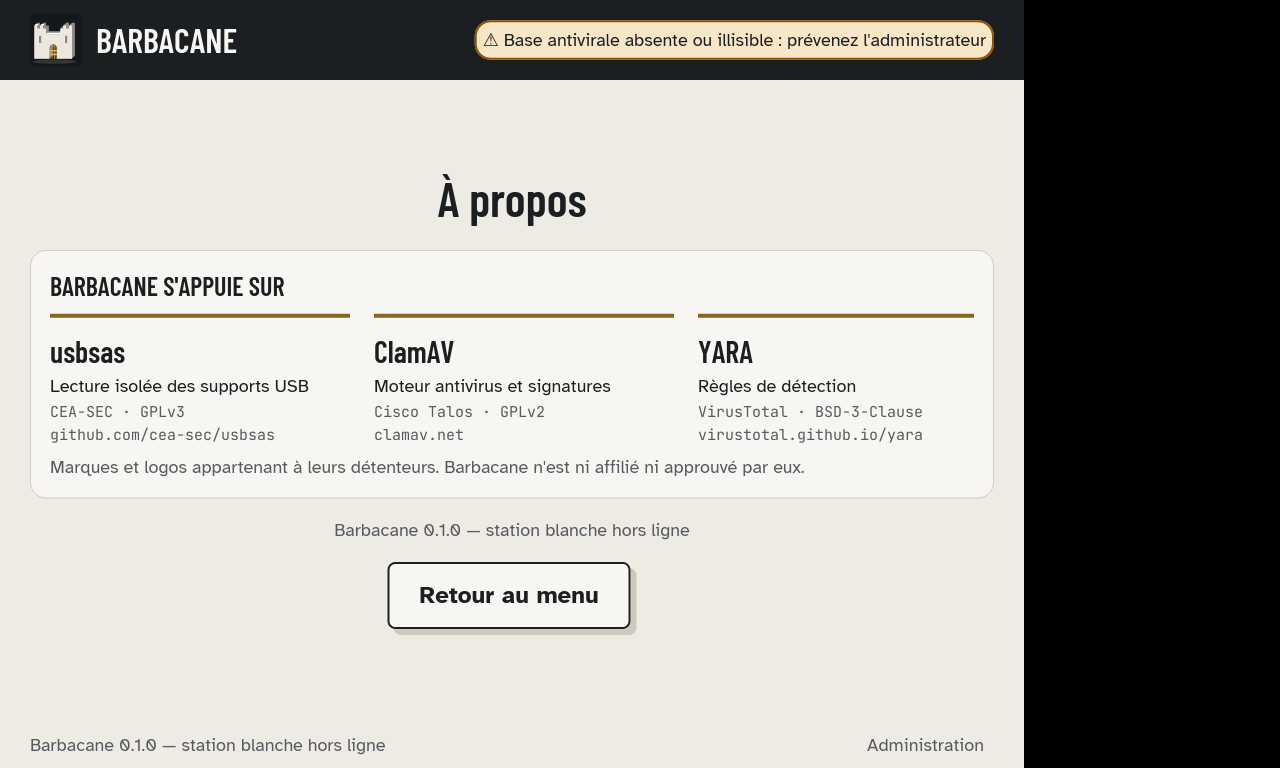 BARBACANE
⚠ Base antivirale absente ou illisible : prévenez l'administrateur
À propos
BARBACANE S'APPUIE SUR
usbsas
Lecture isolée des supports USB
CEA-SEC · GPLv3
github.com/cea-sec/usbsas
ClamAV
Moteur antivirus et signatures
Cisco Talos · GPLv2
clamav.net
YARA
Règles de détection
VirusTotal · BSD-3-Clause
virustotal.github.io/yara
Marques et logos appartenant à leurs détenteurs. Barbacane n'est ni affilié ni approuvé par eux.
Barbacane 0.1.0 — station blanche hors ligne
Retour au menu
Barbacane 0.1.0 — station blanche hors ligne
Administration